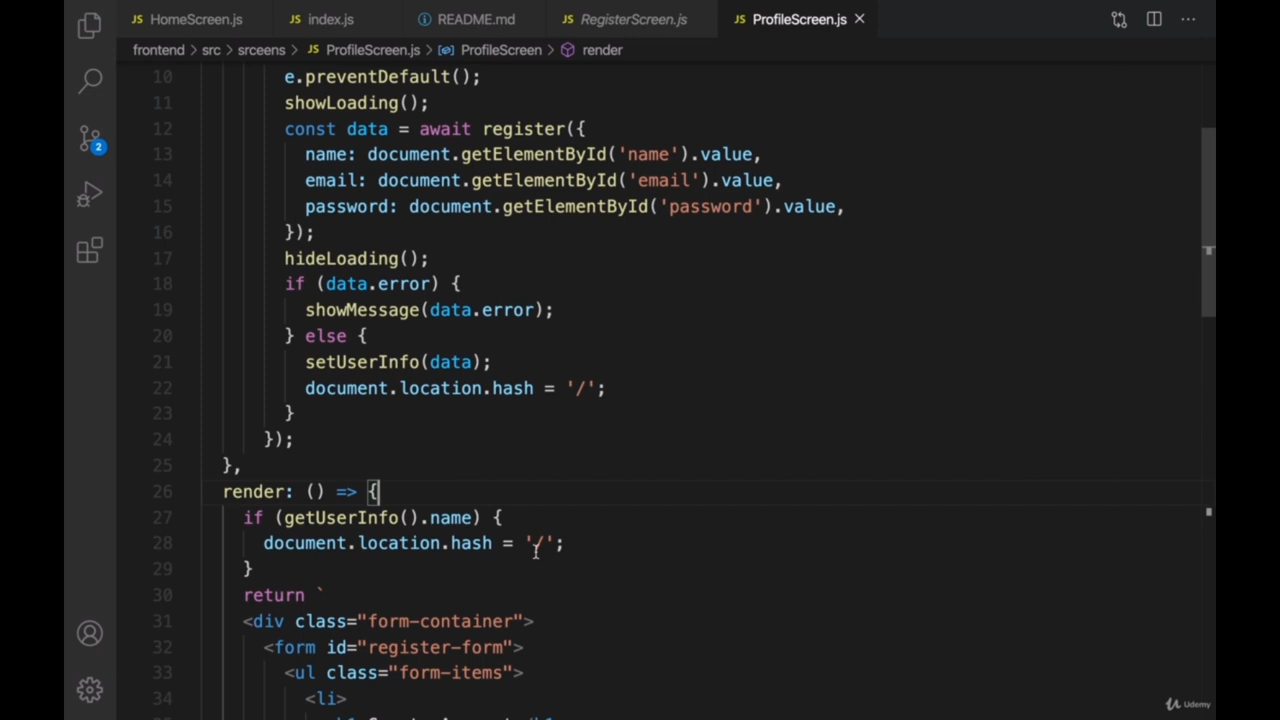 HomeScreen.js index.js README.md RegisterScreen.js ProfileScreen.js
frontend > src > srceens > JS ProfileScreen.js > ProfileScreen > render
10 e.preventDefault();
11 showLoading();
12 const data = await register({
13 name: document.getElementById('name').value,
14 email: document.getElementById('email').value,
15 password: document.getElementById('password').value,
16 });
17 hideLoading();
18 if (data.error) {
19 showMessage(data.error);
20 } else {
21 setUserInfo(data);
22 document.location.hash = '/';
23 }
24 });
25 },
26 render: () => {
27 if (getUserInfo().name) {
28 document.location.hash = '/';
29 }
30 return `
31 <div class="form-container">
32 <form id="register-form">
33 <ul class="form-items">
34 <li>
2
Udemy